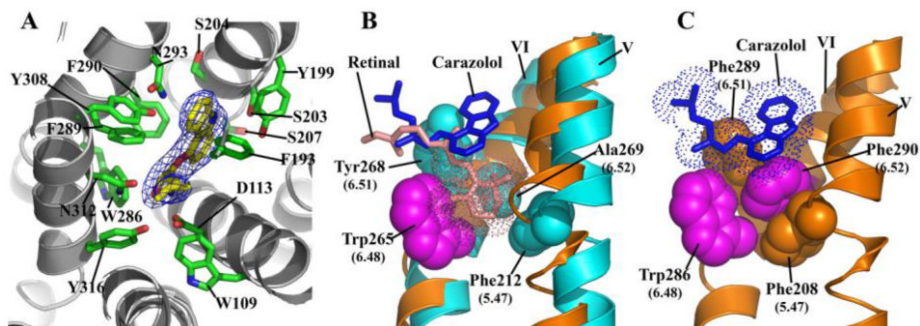 A
S204
N293
F290
Y308
Y199
S203
F289
S207
F193
D113
N312
W286
Y316
W109
B
VI
V
Retinal
Carazolol
Tyr268
(6.51)
Ala269
(6.52)
Trp265
(6.48)
Phe212
(5.47)
C
Carazolol
VI
Phe289
(6.51)
V
Phe290
(6.52)
Trp286
(6.48)
Phe208
(5.47)